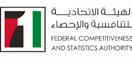 الهيئة الاتحادية
للتنافسية والإحصاء
FEDERAL COMPETITIVENESS
AND STATISTICS AUTHORITY